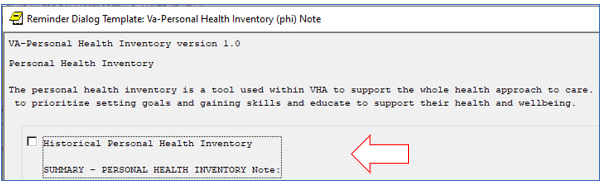 Reminder Dialog Template: Va-Personal Health Inventory (phi) Note
VA-Personal Health Inventory version 1.0
Personal Health Inventory
The personal health inventory is a tool used within VHA to support the whole health approach to care.
to prioritize setting goals and gaining skills and educate to support their health and wellbeing.
Historical Personal Health Inventory
SUMMARY - PERSONAL HEALTH INVENTORY Note: